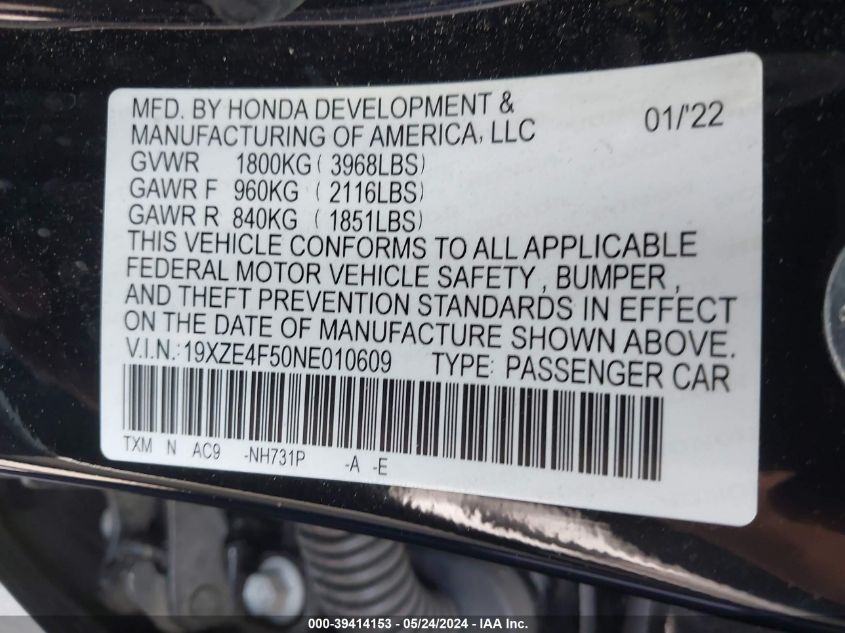 MFD. BY HONDA DEVELOPMENT &
MANUFACTURING OF AMERICA, LLC 01/'22
GVWR 1800KG ( 3968LBS)
GAWR F 960KG ( 2116LBS)
GAWR R 840KG ( 1851LBS)
THIS VEHICLE CONFORMS TO ALL APPLICABLE
FEDERAL MOTOR VEHICLE SAFETY , BUMPER ,
AND THEFT PREVENTION STANDARDS IN EFFECT
ON THE DATE OF MANUFACTURE SHOWN ABOVE.
V.I.N.: 19XZE4F50NE010609 TYPE: PASSENGER CAR
TXM N AC9 -NH731P -A -E
000-39414153 - 05/24/2024 - IAA Inc.